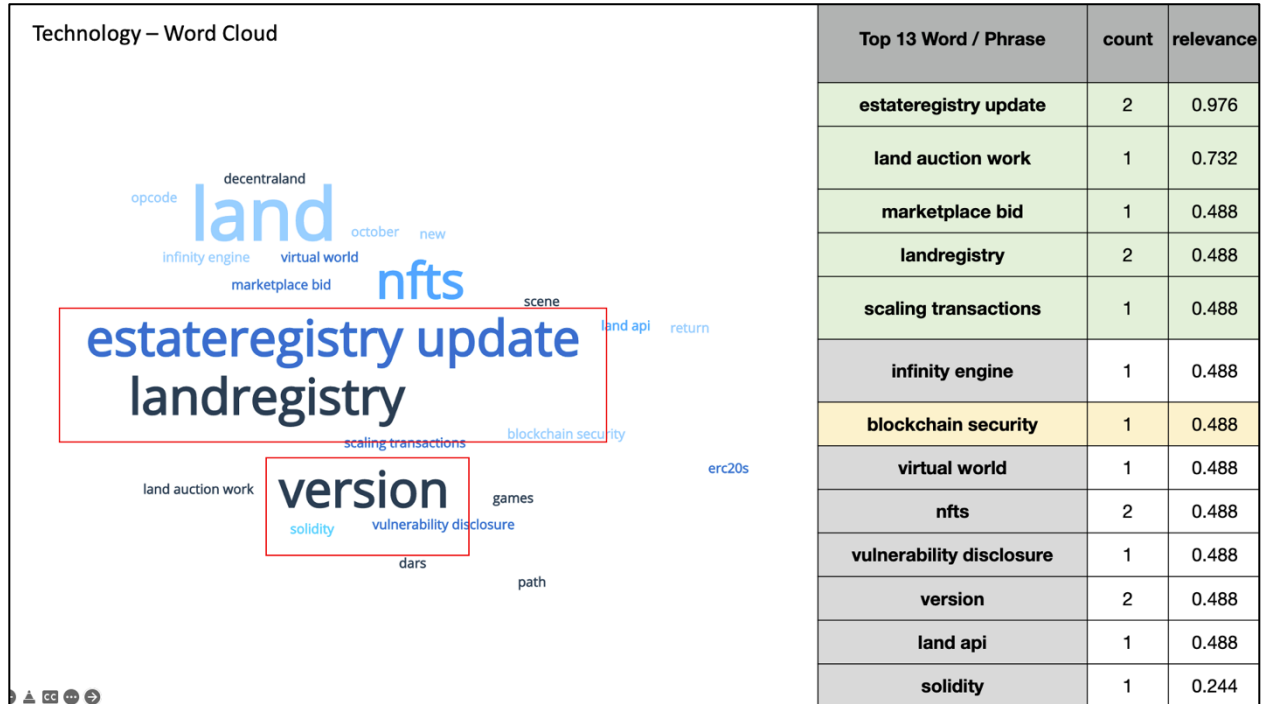 Technology – Word Cloud
decentraland
opcode
land
october new
infinity engine virtual world
marketplace bid
nfts
scene
estateregistry update
land api return
landregistry
scaling transactions
blockchain security
erc20s
land auction work
version
games
solidity
vulnerability disclosure
dars
path
CC
Top 13 Word / Phrase count relevance
estateregistry update 2 0.976
land auction work 1 0.732
marketplace bid 1 0.488
landregistry 2 0.488
scaling transactions 1 0.488
infinity engine 1 0.488
blockchain security 1 0.488
virtual world 1 0.488
nfts 2 0.488
vulnerability disclosure 1 0.488
version 2 0.488
land api 1 0.488
solidity 1 0.244